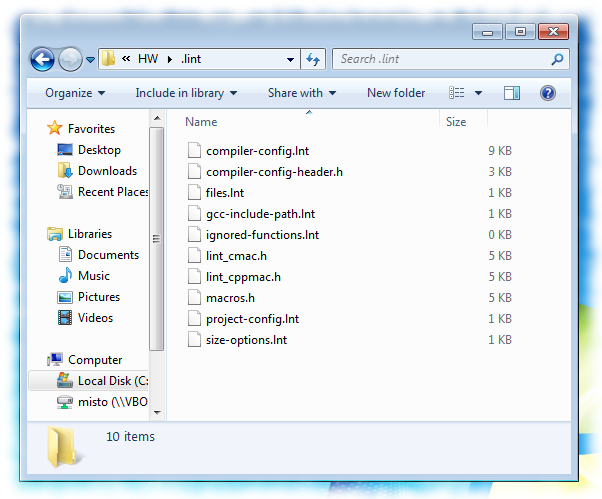 « HW ▸ .lint
Search .lint
Organize Include in library Share with New folder
Name Size
Favorites
Desktop
Downloads
Recent Places
Libraries
Documents
Music
Pictures
Videos
Computer
Local Disk (C:
misto (\\VBO
compiler-config.lnt 9 KB
compiler-config-header.h 3 KB
files.lnt 1 KB
gcc-include-path.lnt 1 KB
ignored-functions.lnt 0 KB
lint_cmac.h 5 KB
lint_cppmac.h 5 KB
macros.h 5 KB
project-config.lnt 1 KB
size-options.lnt 1 KB
10 items